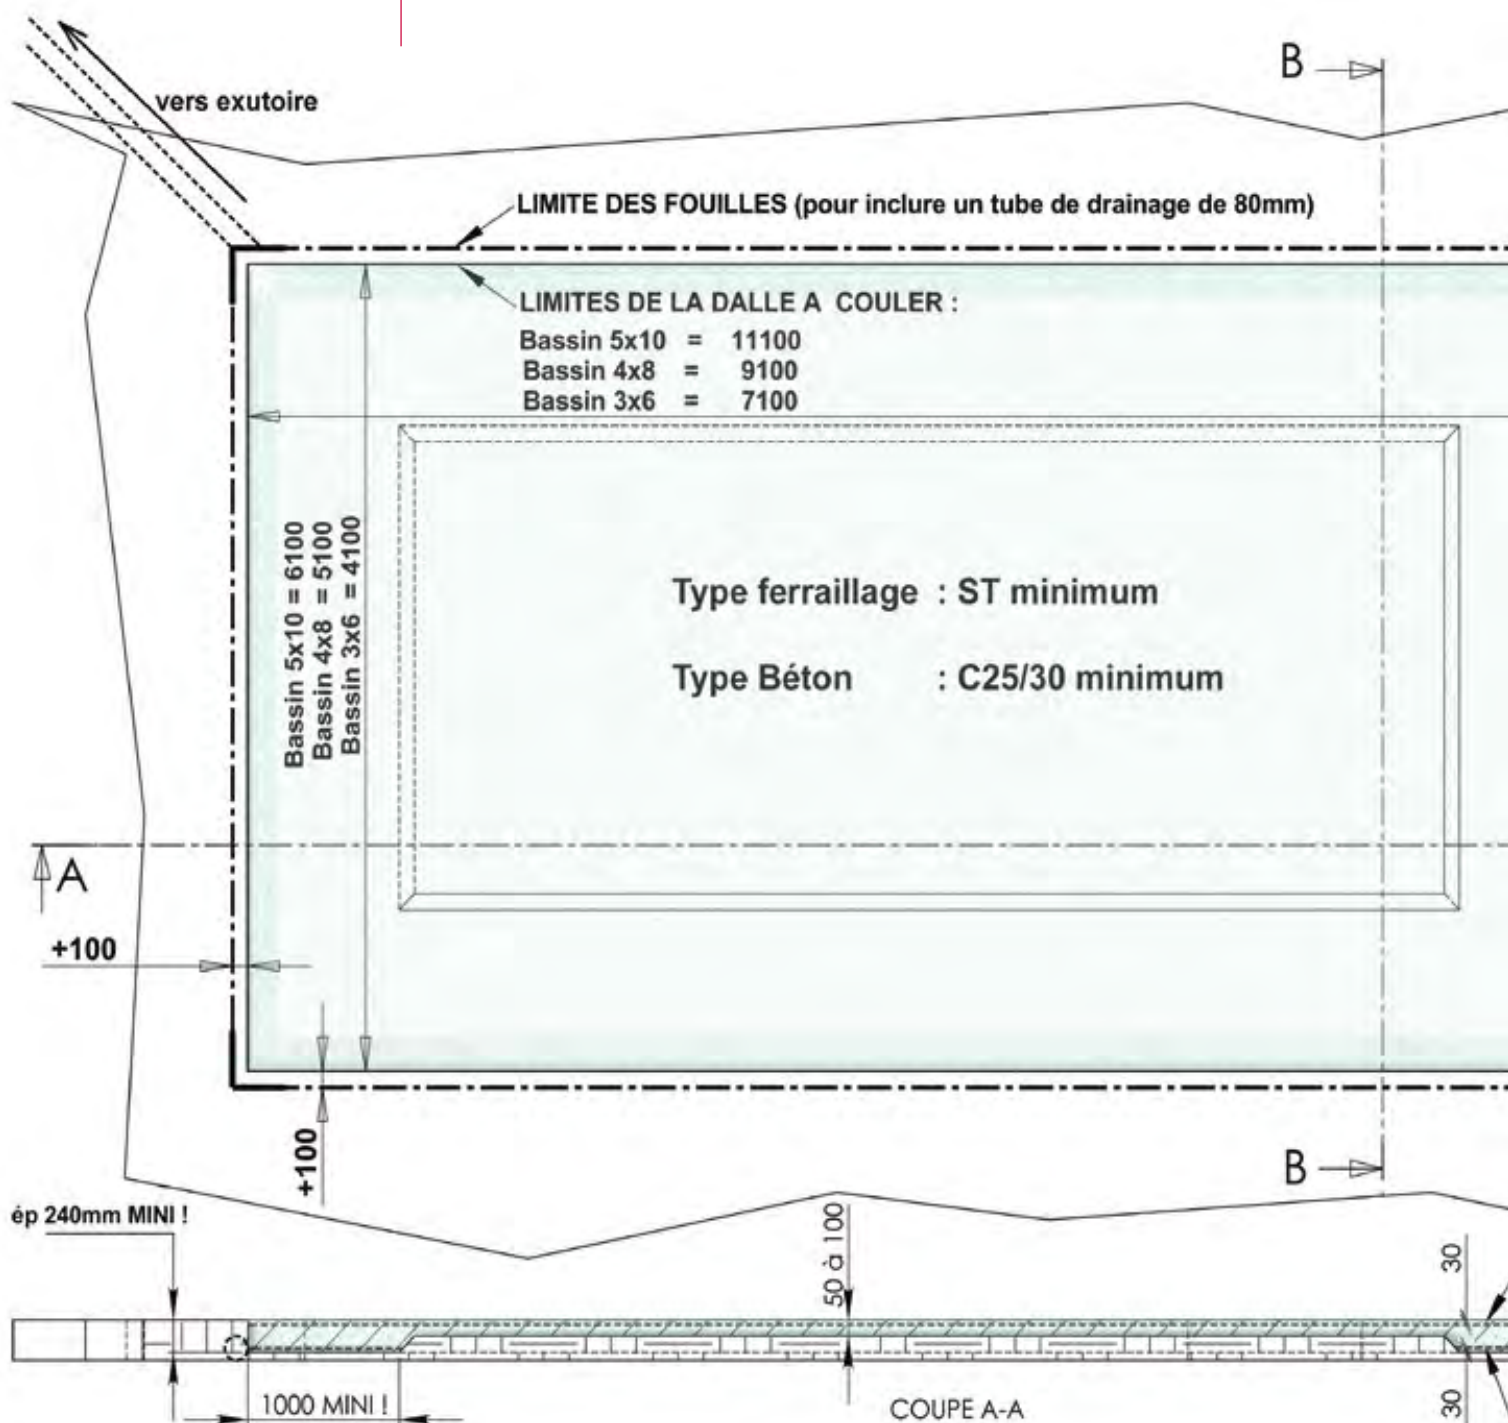 B
vers exutoire
LIMITE DES FOUILLES (pour inclure un tube de drainage de 80mm)
LIMITES DE LA DALLE A COULER :
Bassin 5x10 = 11100
Bassin 4x8 = 9100
Bassin 3x6 = 7100
Bassin 5x10 = 6100
Bassin 4x8 = 5100
Bassin 3x6 = 4100
Type ferraillage : ST minimum
Type Béton : C25/30 minimum
A
+100
+100
B
ép 240mm MINI !
50 à 100
30
1000 MINI !
COUPE A-A
30